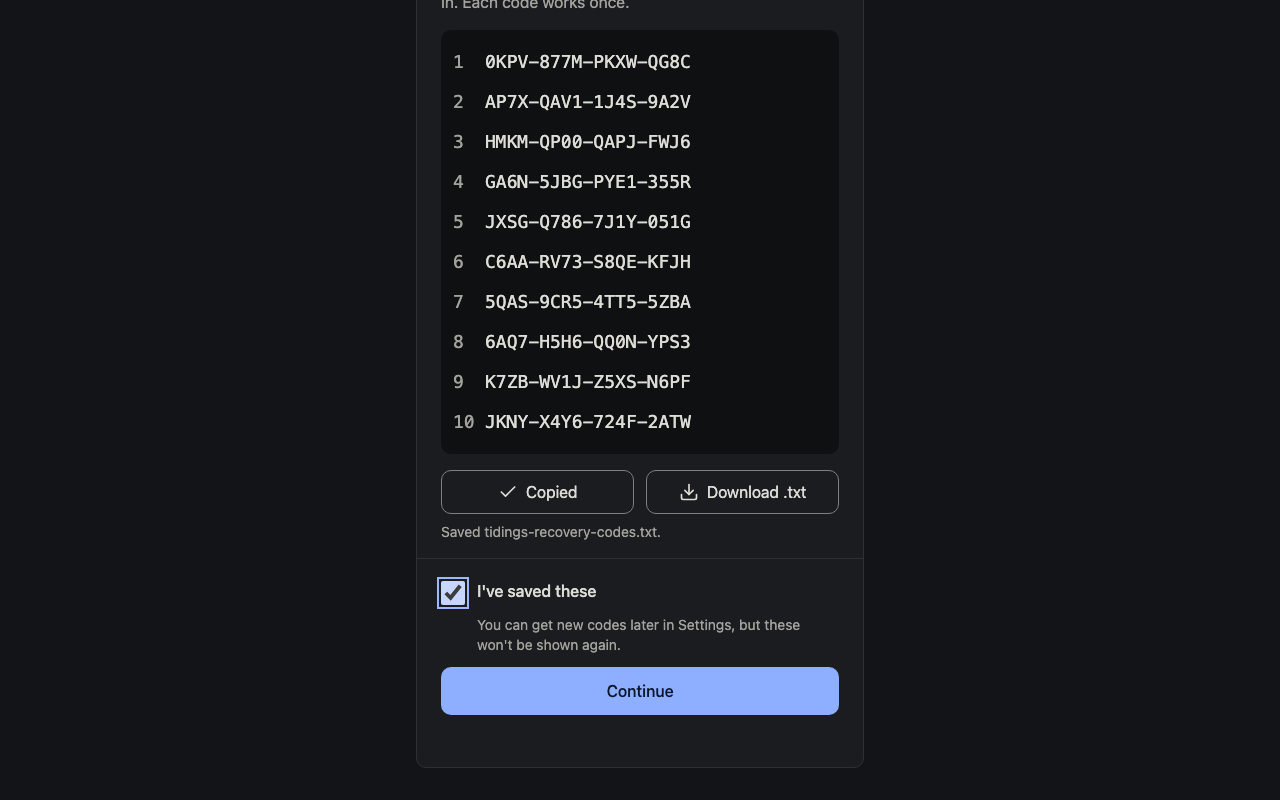 in. Each code works once.
1 0KPV-877M-PKXW-QG8C
2 AP7X-QAV1-1J4S-9A2V
3 HMKM-QP00-QAPJ-FWJ6
4 GA6N-5JBG-PYE1-355R
5 JXSG-Q786-7J1Y-051G
6 C6AA-RV73-S8QE-KFJH
7 5QAS-9CR5-4TT5-5ZBA
8 6AQ7-H5H6-QQ0N-YPS3
9 K7ZB-WV1J-Z5XS-N6PF
10 JKNY-X4Y6-724F-2ATW
Copied
Download .txt
Saved tidings-recovery-codes.txt.
I've saved these
You can get new codes later in Settings, but these
won't be shown again.
Continue